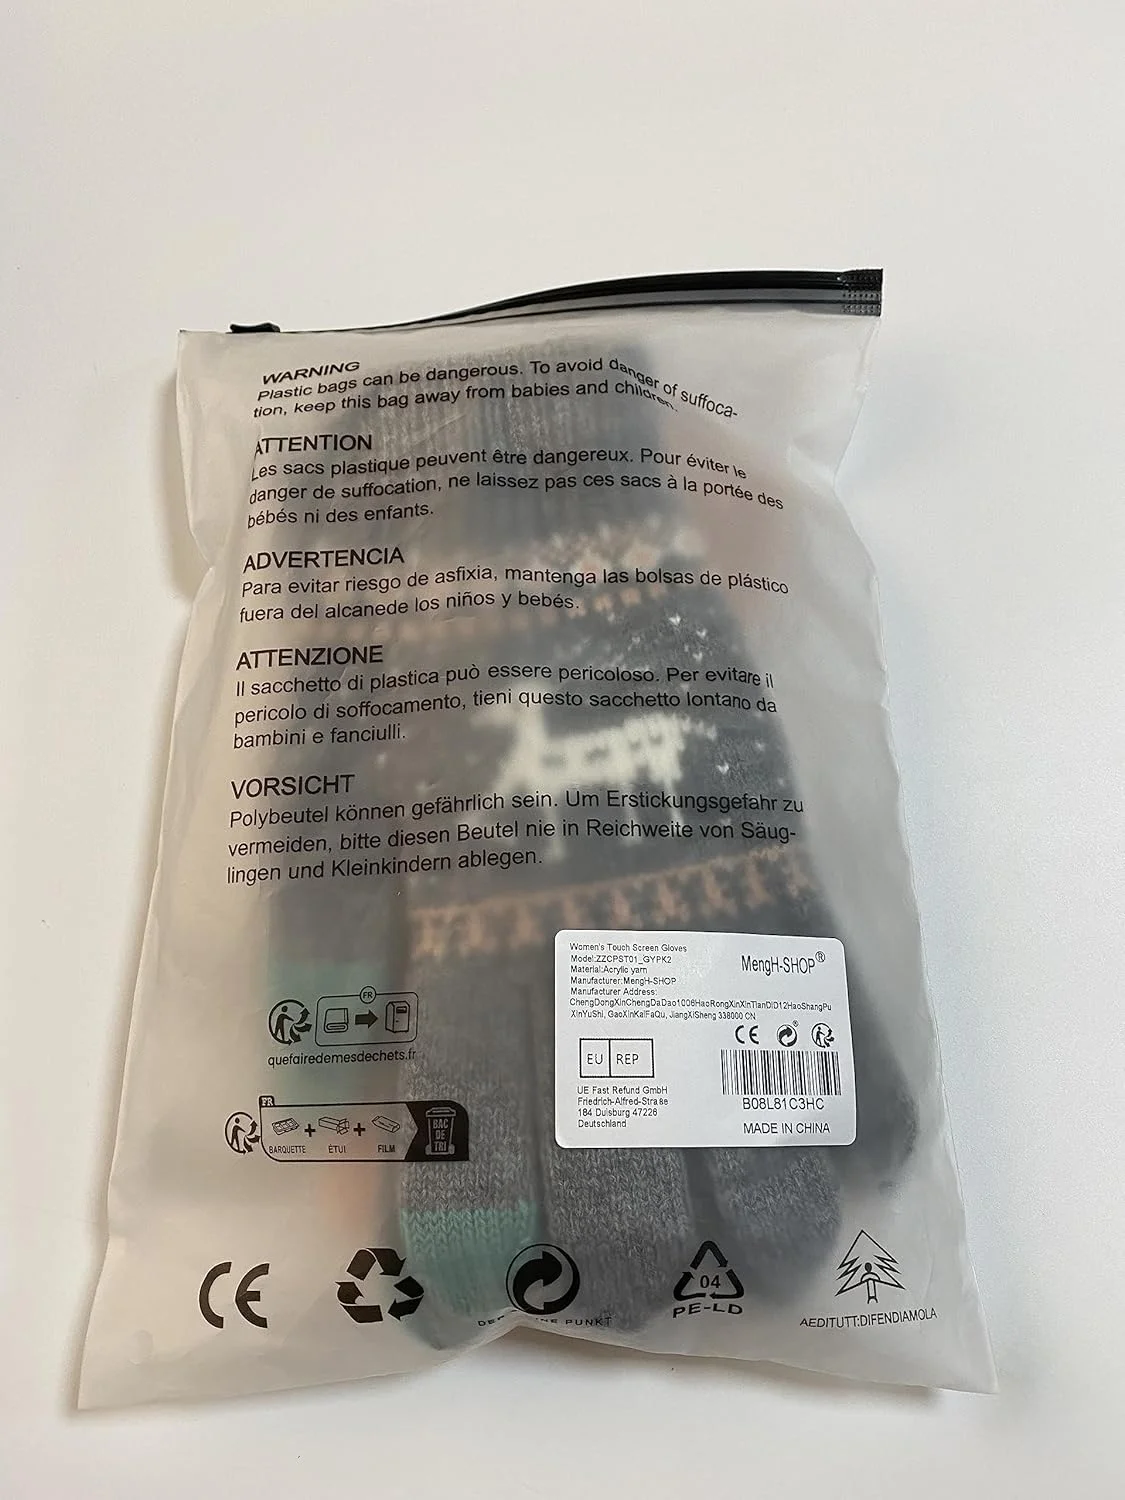 WARNING
Plastic bags can be dangerous. To avoid danger of suffoca-
tion, keep this bag away from babies and children.
ATTENTION
Les sacs plastique peuvent être dangereux. Pour éviter le
danger de suffocation, ne laissez pas ces sacs à la portée des
bébés ni des enfants.
ADVERTENCIA
Para evitar riesgo de asfixia, mantenga las bolsas de plástico
fuera del alcanede los niños y bebés.
ATTENZIONE
Il sacchetto di plastica può essere pericoloso. Per evitare il
pericolo di soffocamento, tieni questo sacchetto lontano da
bambini e fanciulli.
VORSICHT
Polybeutel können gefährlich sein. Um Erstickungsgefahr zu
vermeiden, bitte diesen Beutel nie in Reichweite von Säug-
lingen und Kleinkindern ablegen.
FR
quefairedemesdechets.fr
FR
BARQUETTE + ÉTUI + FILM
BAC
DE
TRI
Women's Touch Screen Gloves
Model:ZZCPST01_GYPK2
Material:Acrylic yarn
Manufacturer:MengH-SHOP
Manufacturer Address:
ChengDongXinChengDaDao1006HaoRongXinXinTianDiD12HaoShangPu
XinYuShi, GaoXinKaiFaQu, JiangXiSheng 338000 CN
MengH-SHOP®
CE
EU REP
UE Fast Refund GmbH
Friedrich-Alfred-Straße
184 Duisburg 47226
Deutschland
B08L81C3HC
MADE IN CHINA
CE
PUNKT
04
PE-LD
AEDITUTT:DIFENDIAMOLA